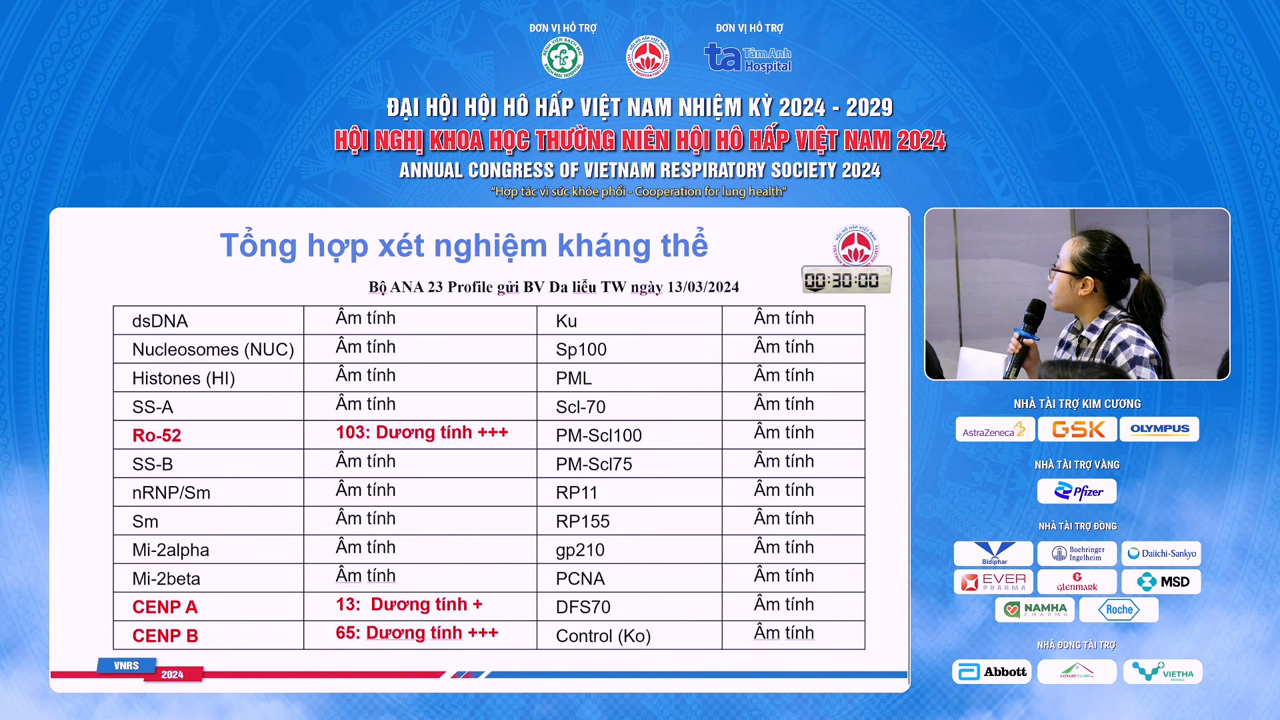 ĐƠN VỊ HỖ TRỢ
ĐƠN VỊ HỖ TRỢ
ta TâmAnh Hospital
ĐẠI HỘI HỘI HÔ HẤP VIỆT NAM NHIỆM KỲ 2024 - 2029
HỘI NGHỊ KHOA HỌC THƯỜNG NIÊN HỘI HÔ HẤP VIỆT NAM 2024
ANNUAL CONGRESS OF VIETNAM RESPIRATORY SOCIETY 2024
"Hợp tác vì sức khỏe phổi - Cooperation for lung health"
Tổng hợp xét nghiệm kháng thể
00:30:00
Bộ ANA 23 Profile gửi BV Da liễu TW ngày 13/03/2024
dsDNA Âm tính Ku Âm tính
Nucleosomes (NUC) Âm tính Sp100 Âm tính
Histones (HI) Âm tính PML Âm tính
SS-A Âm tính Scl-70 Âm tính
Ro-52 103: Dương tính +++ PM-Scl100 Âm tính
SS-B Âm tính PM-Scl75 Âm tính
nRNP/Sm Âm tính RP11 Âm tính
Sm Âm tính RP155 Âm tính
Mi-2alpha Âm tính gp210 Âm tính
Mi-2beta Âm tính PCNA Âm tính
CENP A 13: Dương tính + DFS70 Âm tính
CENP B 65: Dương tính +++ Control (Ko) Âm tính
VNRS
2024
NHÀ TÀI TRỢ KIM CƯƠNG
AstraZeneca GSK OLYMPUS
NHÀ TÀI TRỢ VÀNG
Pfizer
NHÀ TÀI TRỢ ĐỒNG
Bidiphar Boehringer Ingelheim Daiichi-Sankyo
EVER PHARMA GLENMARK MSD
NAMHA PHARMA Roche
NHÀ ĐỒNG TÀI TRỢ
Abbott VIETHA